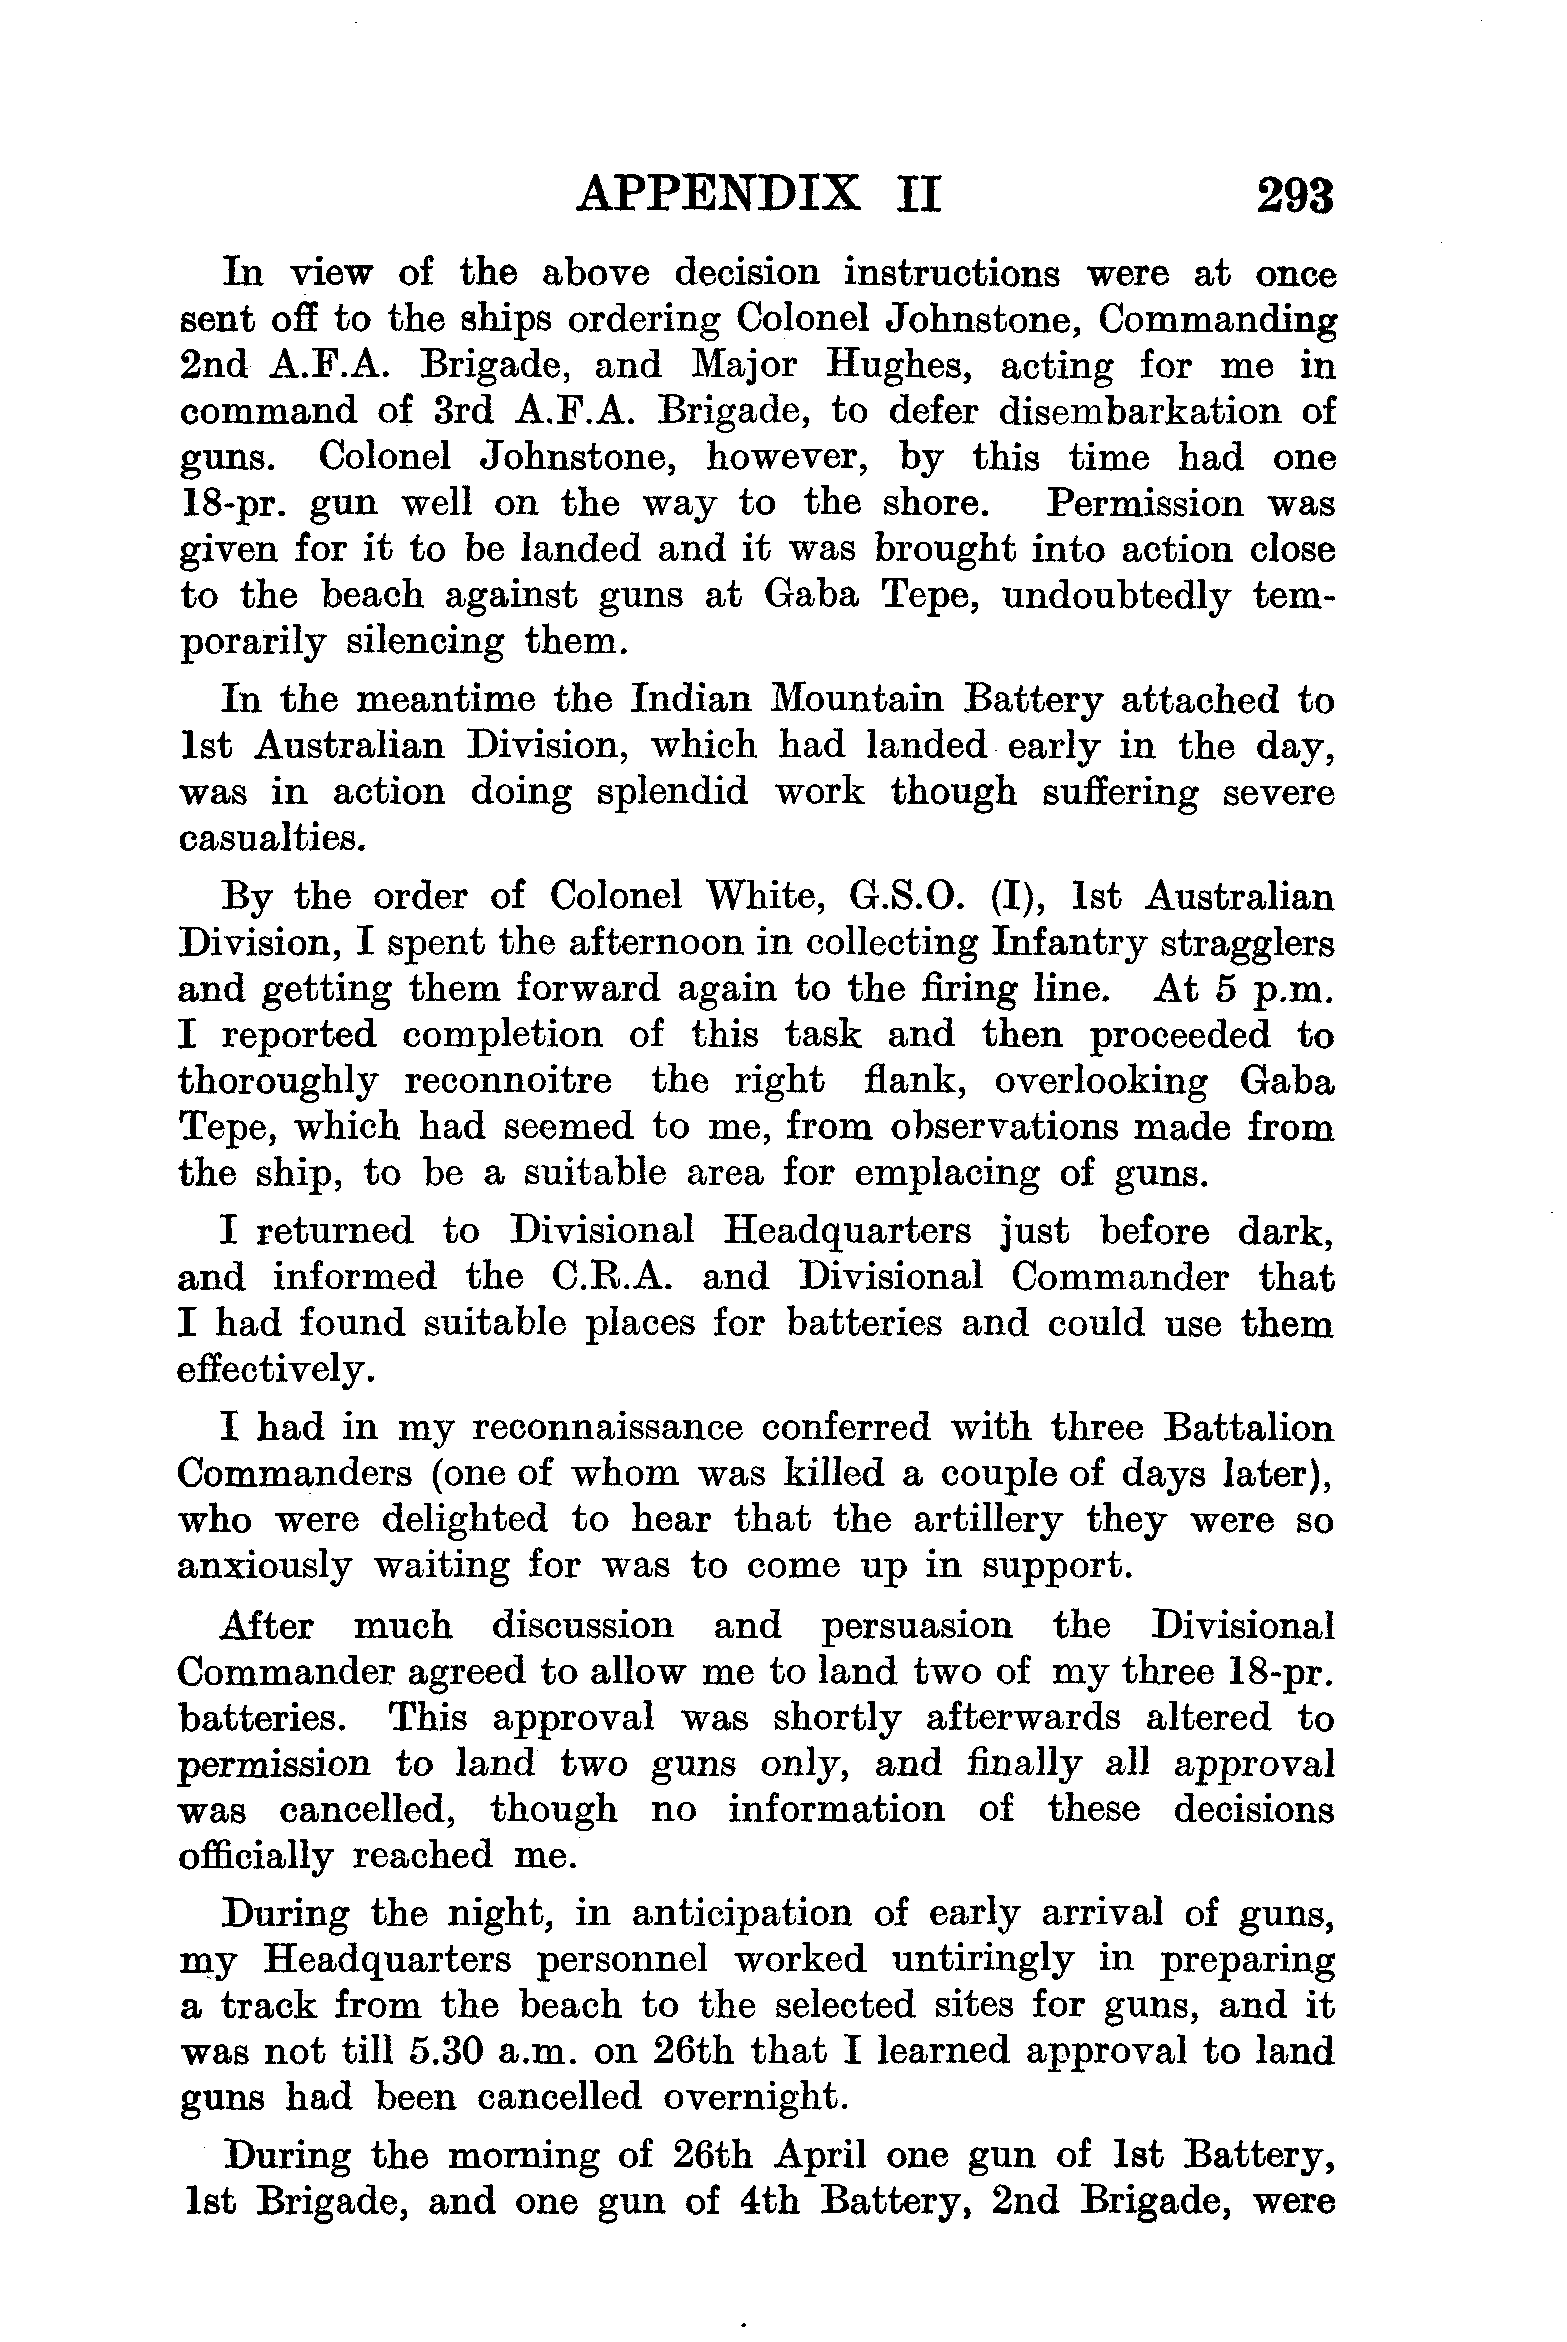 APPENDIX II 293
In view of the above decision instructions were at once
sent off to the ships ordering Colonel Johnstone, Commanding
2nd A.F.A. Brigade, and Major Hughes, acting for me in
command of 3rd A.F.A. Brigade, to defer disembarkation of
guns. Colonel Johnstone, however, by this time had one
18-pr. gun well on the way to the shore. Permission was
given for it to be landed and it was brought into action close
to the beach against guns at Gaba Tepe, undoubtedly tem-
porarily silencing them.
In the meantime the Indian Mountain Battery attached to
1st Australian Division, which had landed early in the day,
was in action doing splendid work though suffering severe
casualties.
By the order of Colonel White, G.S.O. (I), 1st Australian
Division, I spent the afternoon in collecting Infantry stragglers
and getting them forward again to the firing line. At 5 p.m.
I reported completion of this task and then proceeded to
thoroughly reconnoitre the right flank, overlooking Gaba
Tepe, which had seemed to me, from observations made from
the ship, to be a suitable area for emplacing of guns.
I returned to Divisional Headquarters just before dark,
and informed the C.R.A. and Divisional Commander that
I had found suitable places for batteries and could use them
effectively.
I had in my reconnaissance conferred with three Battalion
Commanders (one of whom was killed a couple of days later),
who were delighted to hear that the artillery they were so
anxiously waiting for was to come up in support.
After much discussion and persuasion the Divisional
Commander agreed to allow me to land two of my three 18-pr.
batteries. This approval was shortly afterwards altered to
permission to land two guns only, and finally all approval
was cancelled, though no information of these decisions
officially reached me.
During the night, in anticipation of early arrival of guns,
my Headquarters personnel worked untiringly in preparing
a track from the beach to the selected sites for guns, and it
was not till 5.30 a.m. on 26th that I learned approval to land
guns had been cancelled overnight.
During the morning of 26th April one gun of 1st Battery,
1st Brigade, and one gun of 4th Battery, 2nd Brigade, were